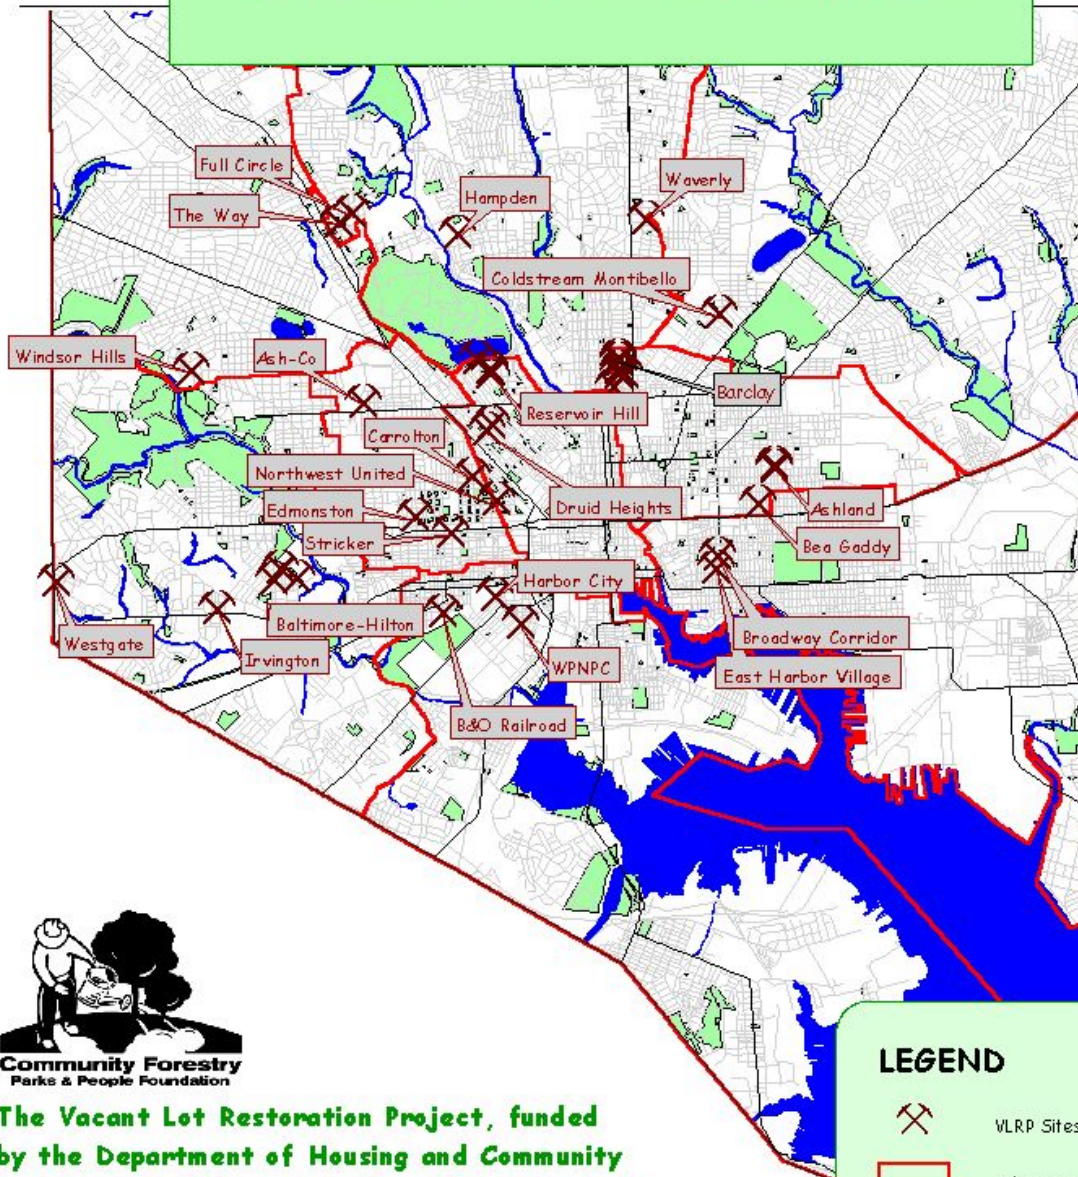 Full Circle
The Way
Hampden
Waverly
Coldstream Montibello
Windsor Hills
Ash-Co
Barclay
Reservoir Hill
Carrolton
Northwest United
Druid Heights
Edmonston
Ashland
Stricker
Bea Gaddy
Harbor City
Baltimore-Hilton
Broadway Corridor
Westgate
Irvington
WPNPC
East Harbor Village
B&O Railroad
Community Forestry
Parks & People Foundation
The Vacant Lot Restoration Project, funded
by the Department of Housing and Community
LEGEND
VLRP Sites